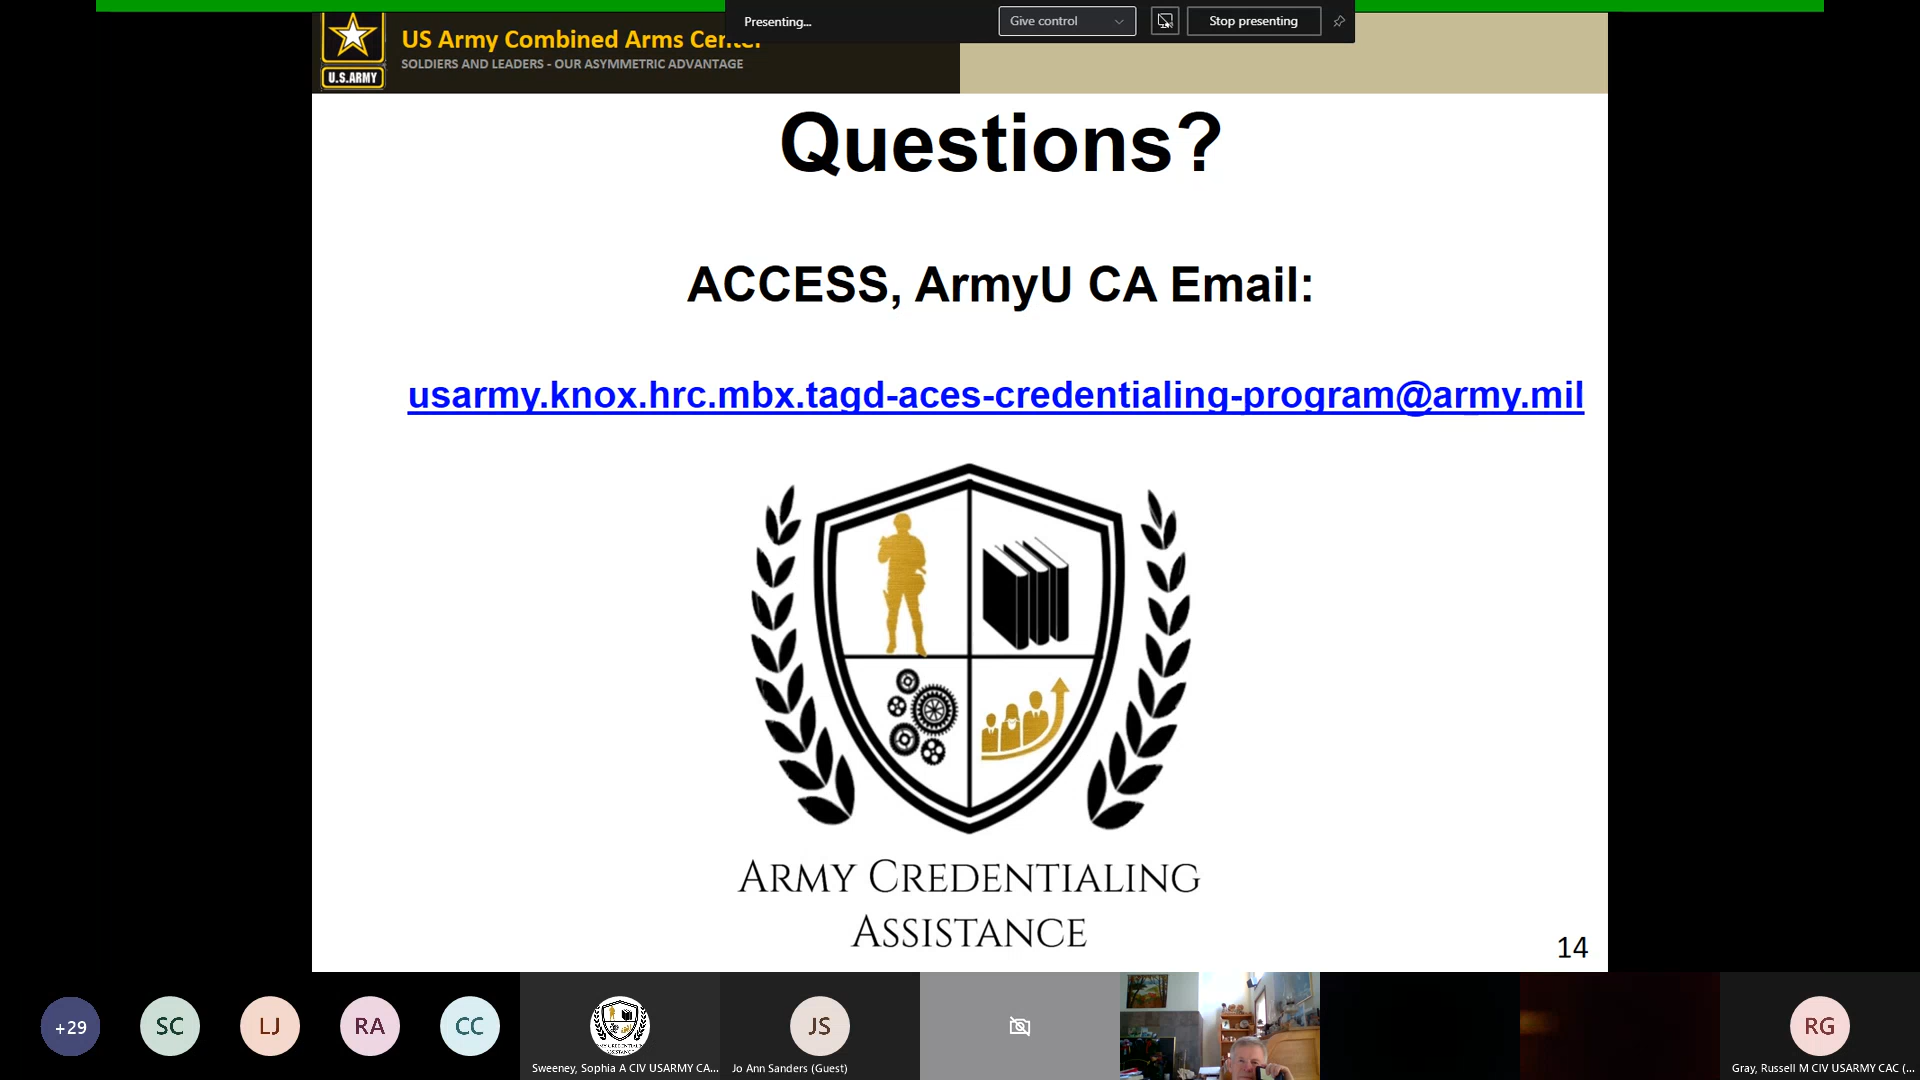 Presenting...
Give control
Stop presenting
US Army Combined Arms Center
SOLDIERS AND LEADERS - OUR ASYMMETRIC ADVANTAGE
U.S.ARMY
Questions?
ACCESS, ArmyU CA Email:
usarmy.knox.hrc.mbx.tagd-aces-credentialing-program@army.mil
ARMY CREDENTIALING
ASSISTANCE
14
+29
SC
LJ
RA
CC
JS
RG
Sweeney, Sophia A CIV USARMY CA...
Jo Ann Sanders (Guest)
Gray, Russell M CIV USARMY CAC (...